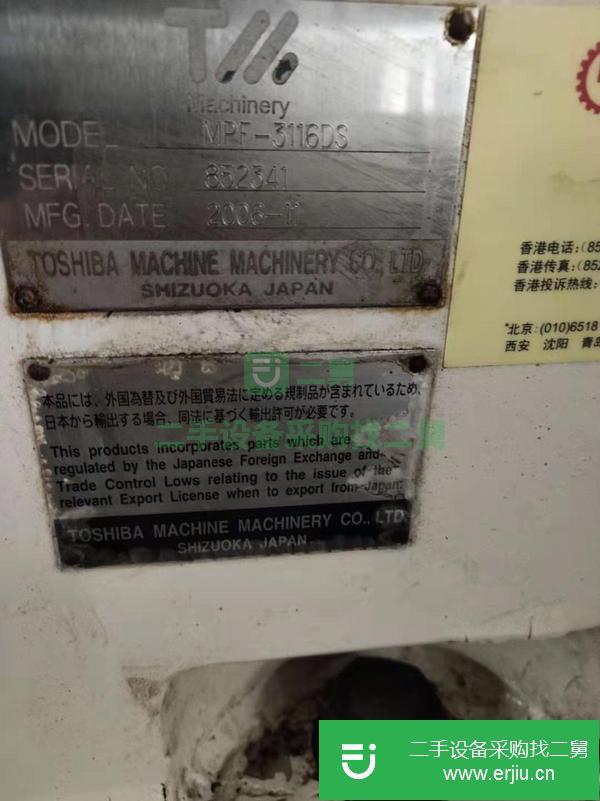 TM
Machinery
MODEL MPF-3116DS
SERIAL NO 852341
MFG. DATE 2006-11
TOSHIBA MACHINE MACHINERY CO., LTD
SHIZUOKA JAPAN
香港电话:(85
香港传真:(852
香港投诉热线:
*北京:(010)6518
西安 沈阳 青岛
二舅
本品には、外国為替及び外国貿易法に定める規制品が含まれているため、
日本から輸出する場合、同法に基づく輸出許可が必要です。
二手设备采购找二舅
This products incorporates parts which are
regulated by the Japanese Foreign Exchange and
Trade Control Lows relating to the issue of the
relevant Export License when to export from Japan.
TOSHIBA MACHINE MACHINERY CO., LTD
SHIZUOKA JAPAN
二手设备采购找二舅
www.erjiu.cn